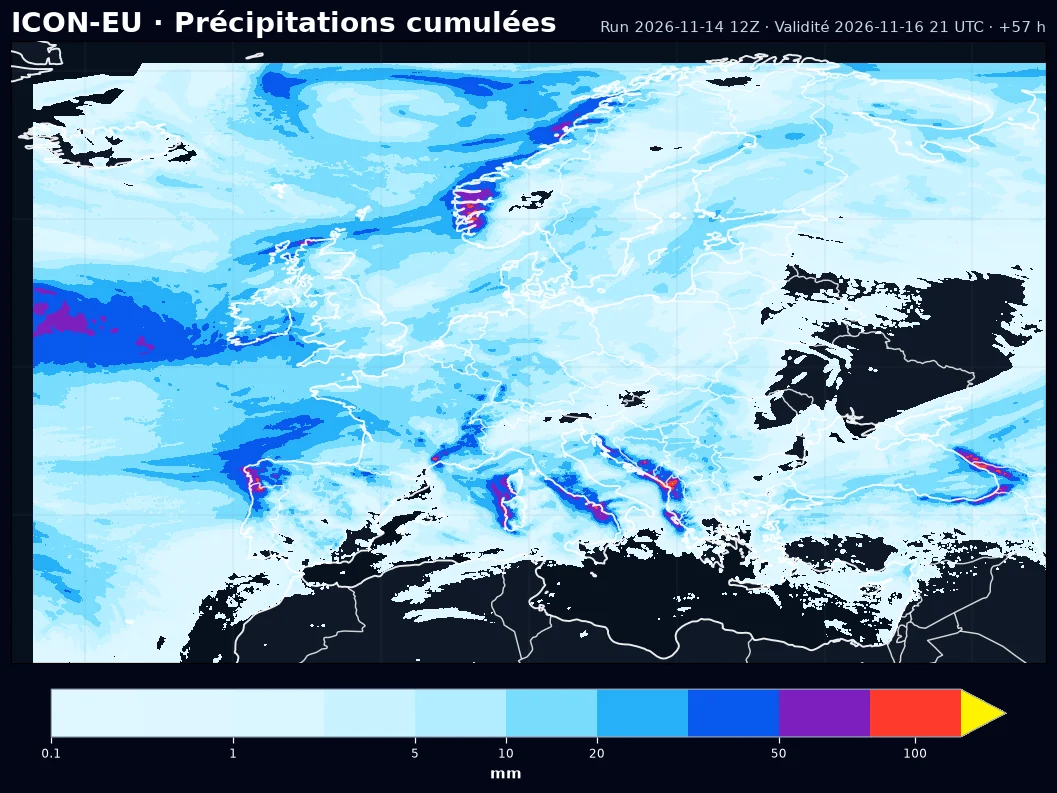 ICON-EU · Précipitations cumulées
Run 2026-11-14 12Z · Validité 2026-11-16 21 UTC · +57 h
0.1 1 5 10 20 50 100
mm